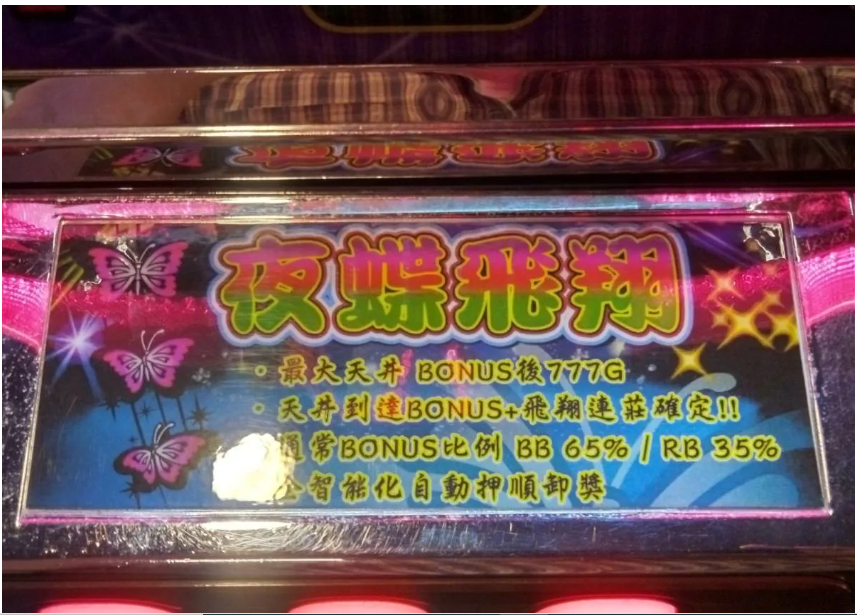 夜蝶飛翔
・最大天井 BONUS後777G
・天井到達BONUS+飛翔連莊確定!!
通常BONUS比例 BB 65% / RB 35%
智能化自動押順卸獎